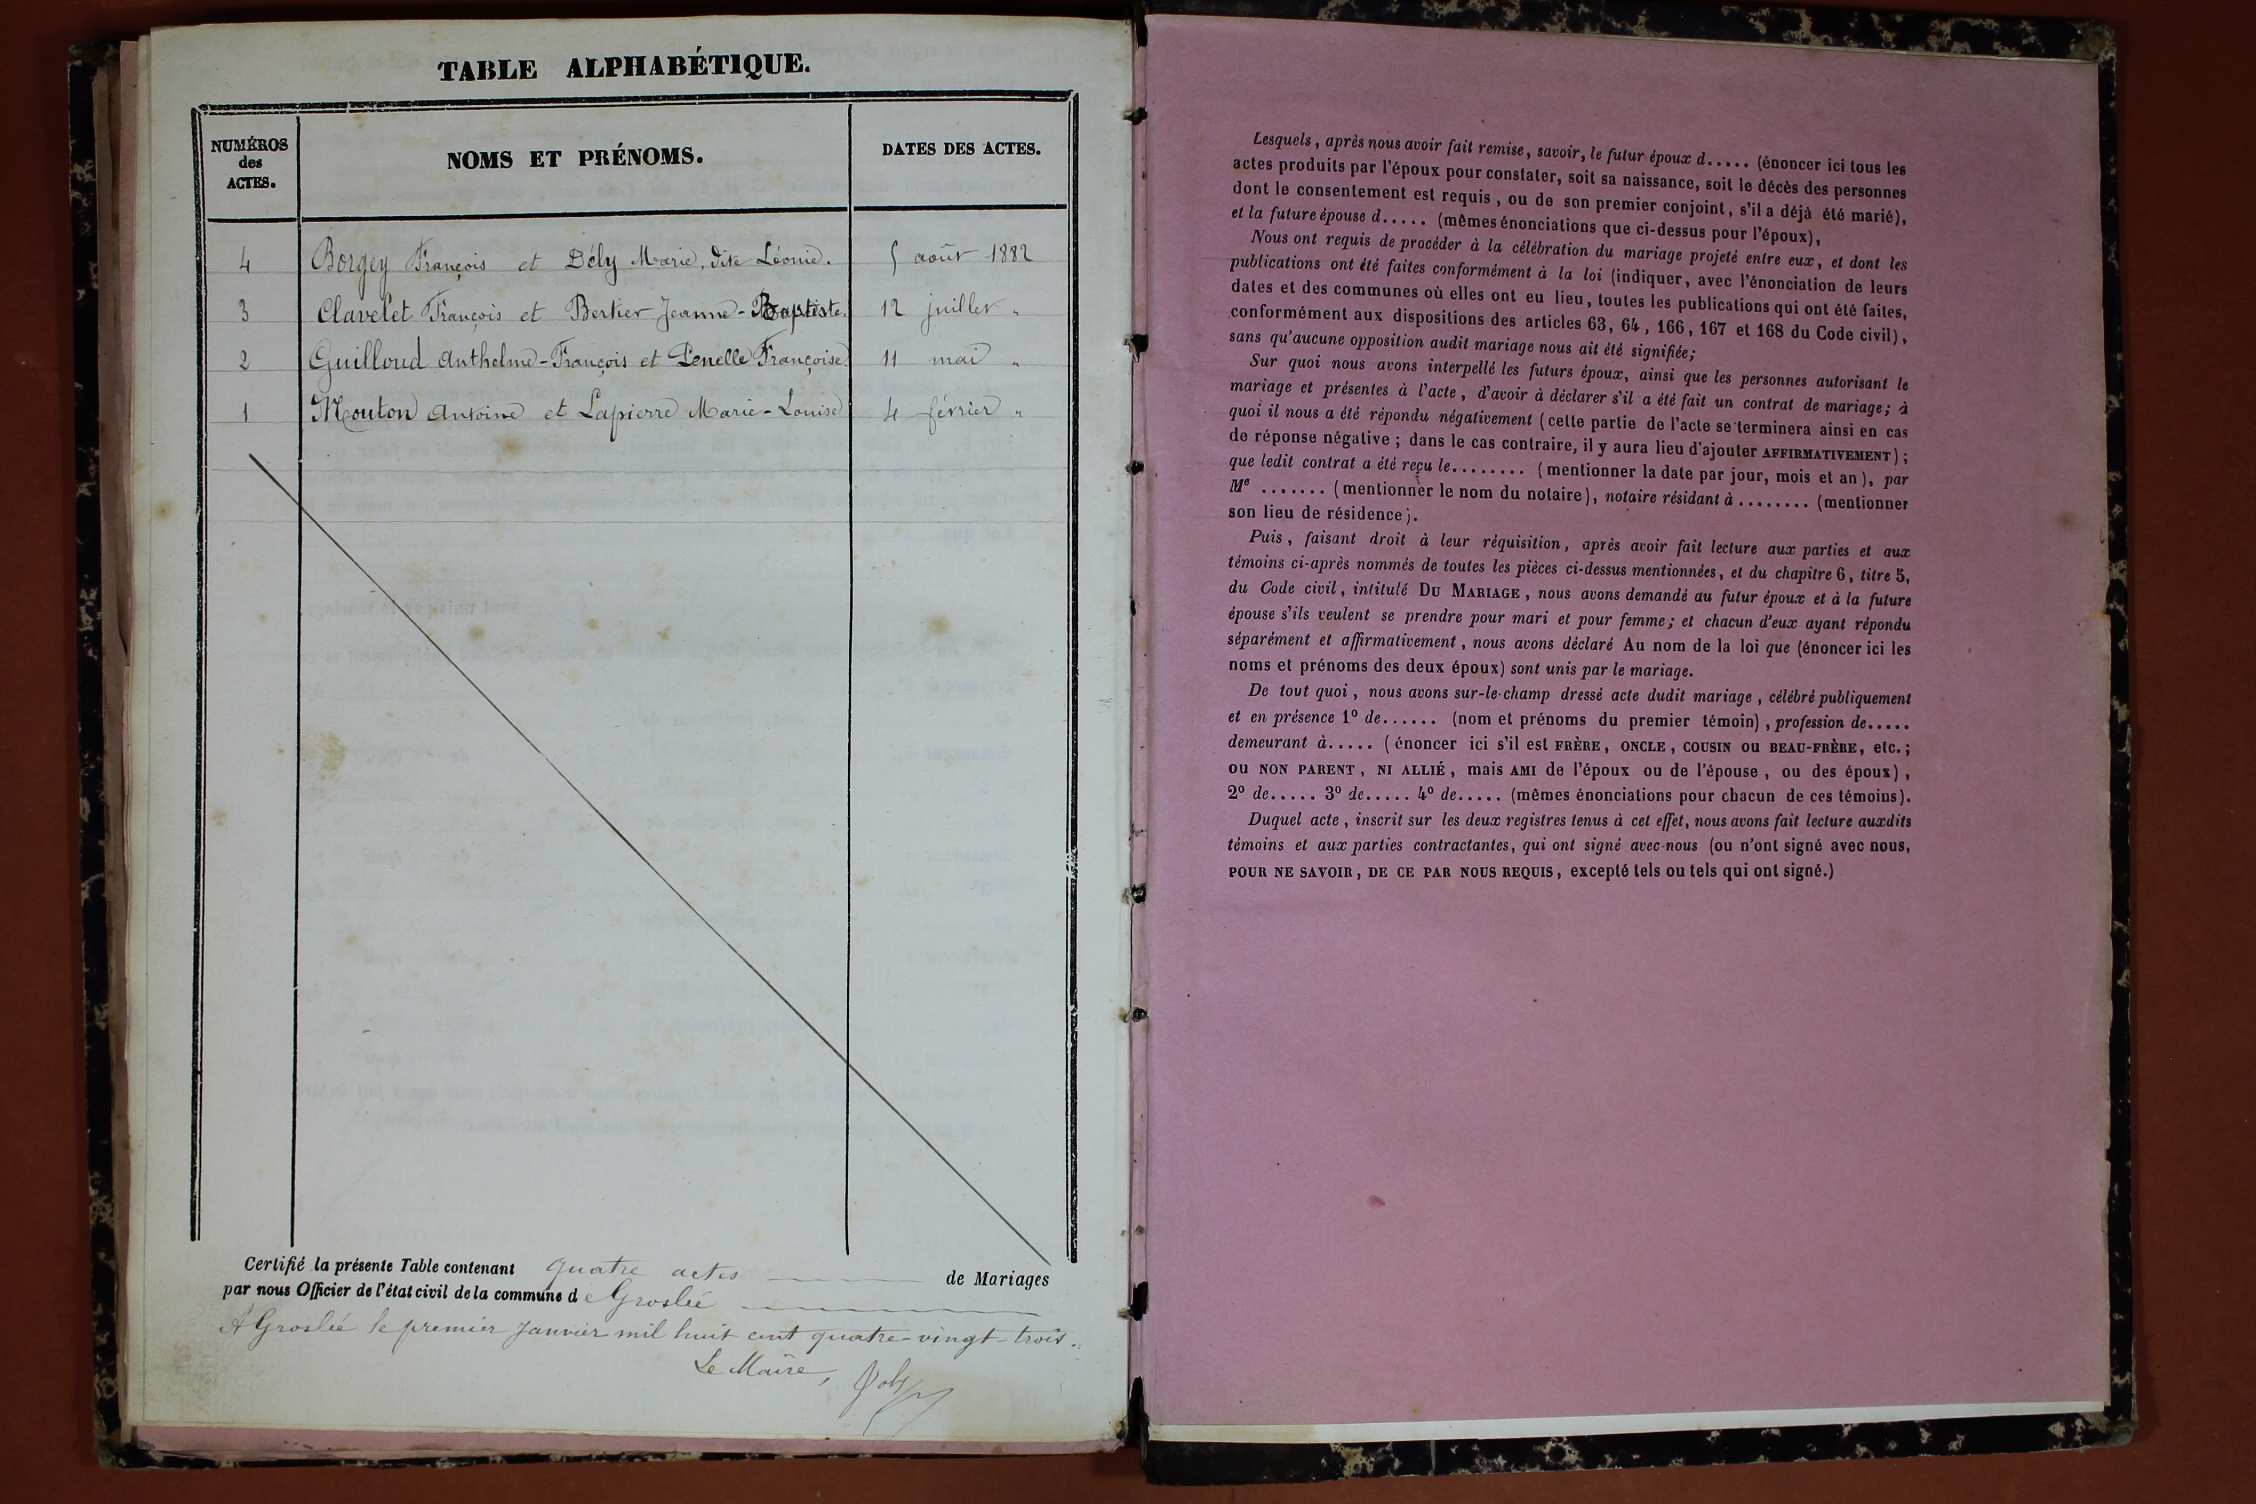 TABLE ALPHABÉTIQUE.
NUMÉROS
des
ACTES.
NOMS ET PRÉNOMS.
DATES DES ACTES.
4 Borgey François et Dély Marie, dite Léonie. 5 août 1882
3 Clavelet François et Bertier Jeanne-Baptiste. 12 juillet "
2 Guilloud Anthelme-François et Penelle Françoise. 11 mai "
1 Mouton Antoine et Lapierre Marie-Louise 4 février "
Certifié la présente Table contenant quatre actes de Mariages
par nous Officier de l'état civil de la commune de Groslée
A Groslée le premier Janvier mil huit cent quatre-vingt-trois.
Le Maire,
Lesquels, après nous avoir fait remise, savoir, le futur époux d..... (énoncer ici tous les
actes produits par l'époux pour constater, soit sa naissance, soit le décès des personnes
dont le consentement est requis, ou de son premier conjoint, s'il a déjà été marié),
et la future épouse d..... (mêmes énonciations que ci-dessus pour l'époux),
Nous ont requis de procéder à la célébration du mariage projeté entre eux, et dont les
publications ont été faites conformément à la loi (indiquer, avec l'énonciation de leurs
dates et des communes où elles ont eu lieu, toutes les publications qui ont été faites,
conformément aux dispositions des articles 63, 64, 166, 167 et 168 du Code civil),
sans qu'aucune opposition audit mariage nous ait été signifiée;
Sur quoi nous avons interpellé les futurs époux, ainsi que les personnes autorisant le
mariage et présentes à l'acte, d'avoir à déclarer s'il a été fait un contrat de mariage; à
quoi il nous a été répondu négativement (cette partie de l'acte se terminera ainsi en cas
de réponse négative; dans le cas contraire, il y aura lieu d'ajouter AFFIRMATIVEMENT);
que ledit contrat a été reçu le........ (mentionner la date par jour, mois et an), par
Me ....... (mentionner le nom du notaire), notaire résidant à ........ (mentionner
son lieu de résidence).
Puis, faisant droit à leur réquisition, après avoir fait lecture aux parties et aux
témoins ci-après nommés de toutes les pièces ci-dessus mentionnées, et du chapitre 6, titre 5,
du Code civil, intitulé DU MARIAGE, nous avons demandé au futur époux et à la future
épouse s'ils veulent se prendre pour mari et pour femme; et chacun d'eux ayant répondu
séparément et affirmativement, nous avons déclaré Au nom de la loi que (énoncer ici les
noms et prénoms des deux époux) sont unis par le mariage.
De tout quoi, nous avons sur-le-champ dressé acte dudit mariage, célébré publiquement
et en présence 1º de...... (nom et prénoms du premier témoin), profession de.....
demeurant à..... (énoncer ici s'il est FRÈRE, ONCLE, COUSIN ou BEAU-FRÈRE, etc.;
ou NON PARENT, NI ALLIÉ, mais AMI de l'époux ou de l'épouse, ou des époux),
2º de..... 3º de..... 4º de..... (mêmes énonciations pour chacun de ces témoins).
Duquel acte, inscrit sur les deux registres tenus à cet effet, nous avons fait lecture auxdits
témoins et aux parties contractantes, qui ont signé avec nous (ou n'ont signé avec nous,
POUR NE SAVOIR, DE CE PAR NOUS REQUIS, excepté tels ou tels qui ont signé.)